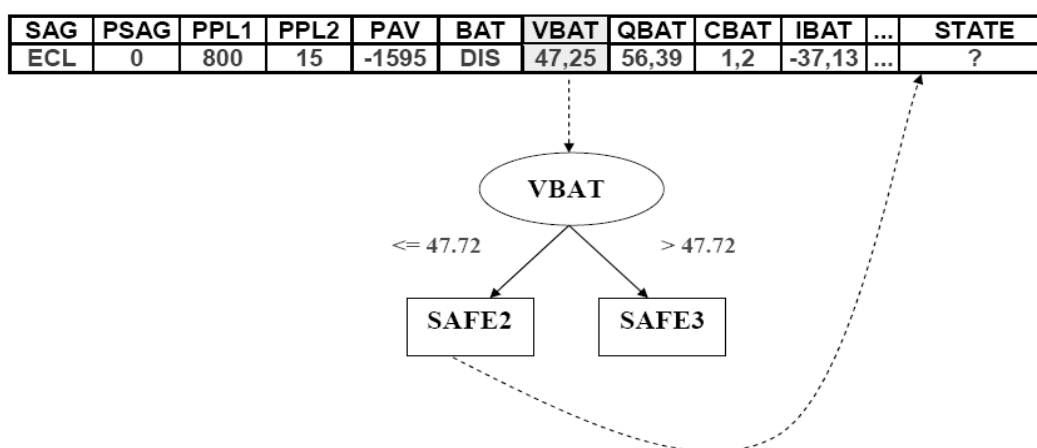 SAG PSAG PPL1 PPL2 PAV BAT VBAT QBAT CBAT IBAT ... STATE
ECL 0 800 15 -1595 DIS 47,25 56,39 1,2 -37,13 ... ?
VBAT
<= 47.72 > 47.72
SAFE2 SAFE3